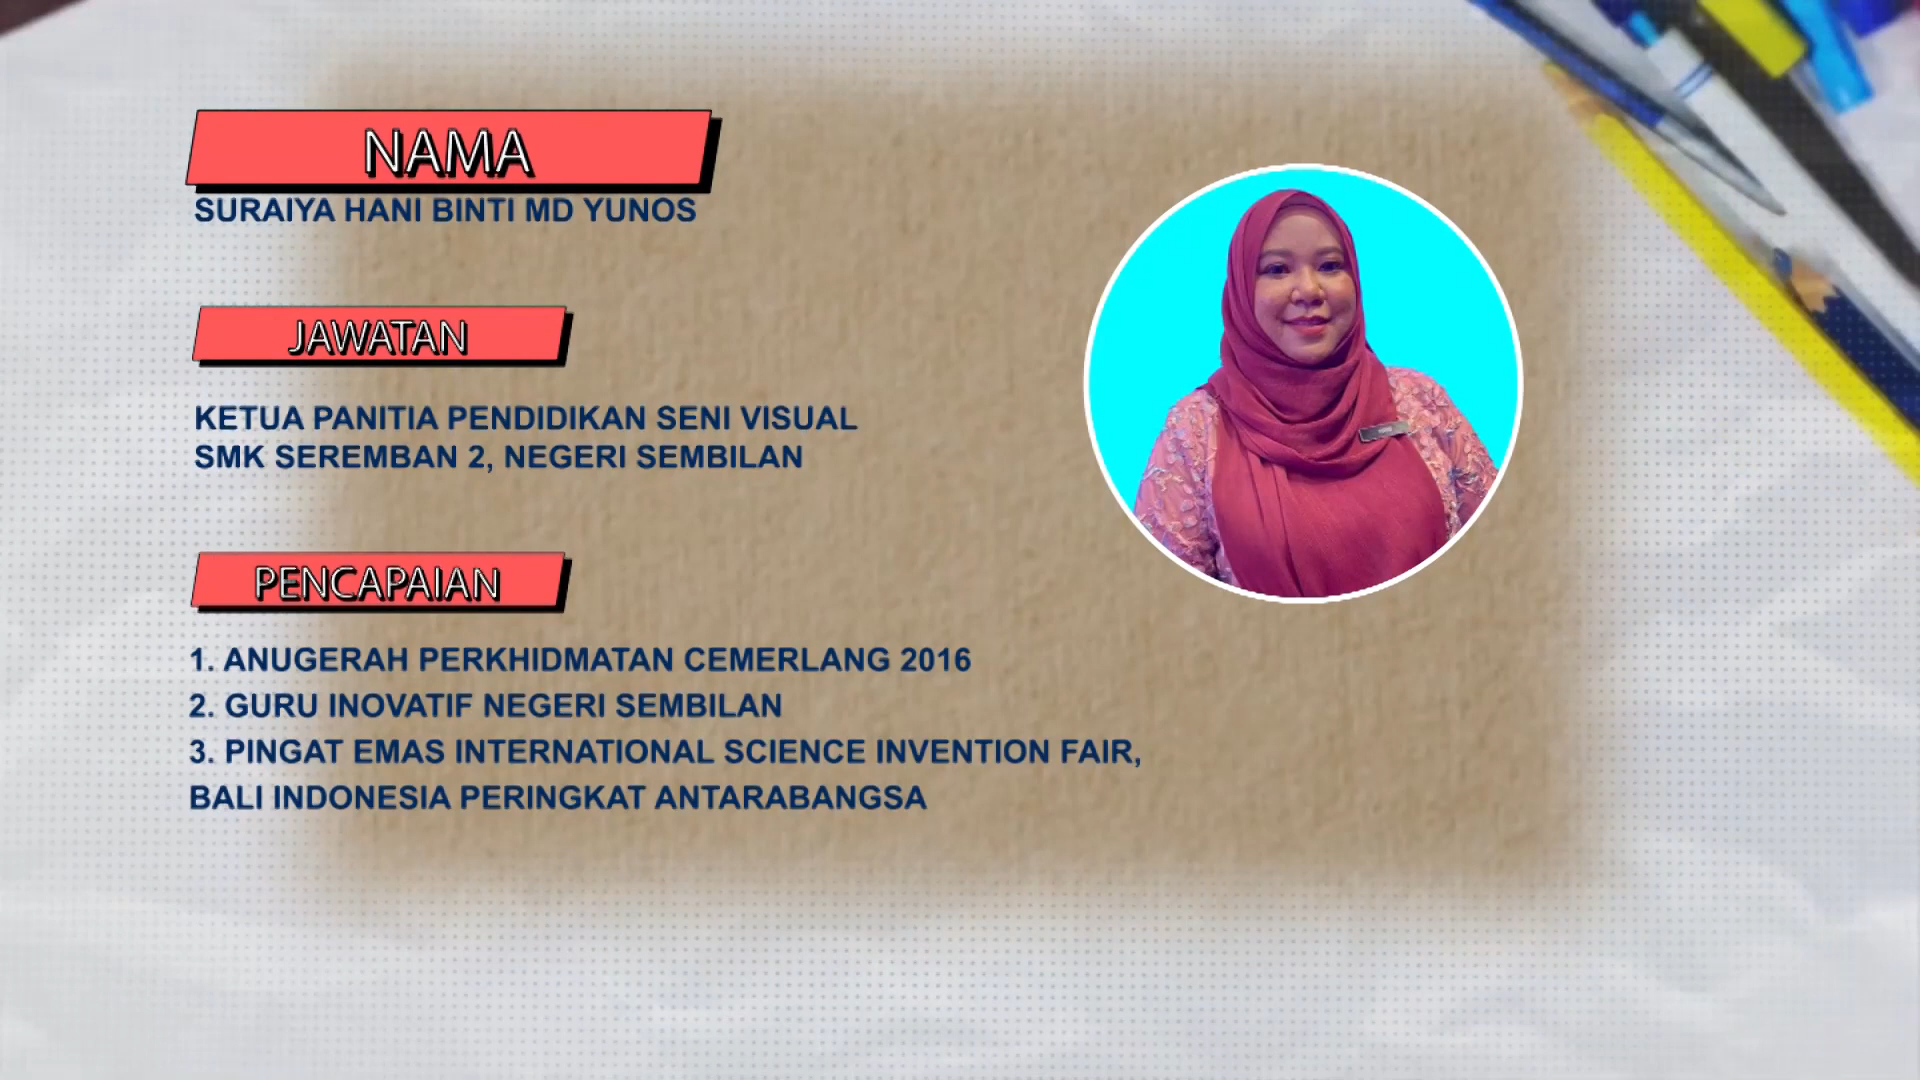 NAMA
SURAIYA HANI BINTI MD YUNOS
JAWATAN
KETUA PANITIA PENDIDIKAN SENI VISUAL
SMK SEREMBAN 2, NEGERI SEMBILAN
PENCAPAIAN
1. ANUGERAH PERKHIDMATAN CEMERLANG 2016
2. GURU INOVATIF NEGERI SEMBILAN
3. PINGAT EMAS INTERNATIONAL SCIENCE INVENTION FAIR,
BALI INDONESIA PERINGKAT ANTARABANGSA